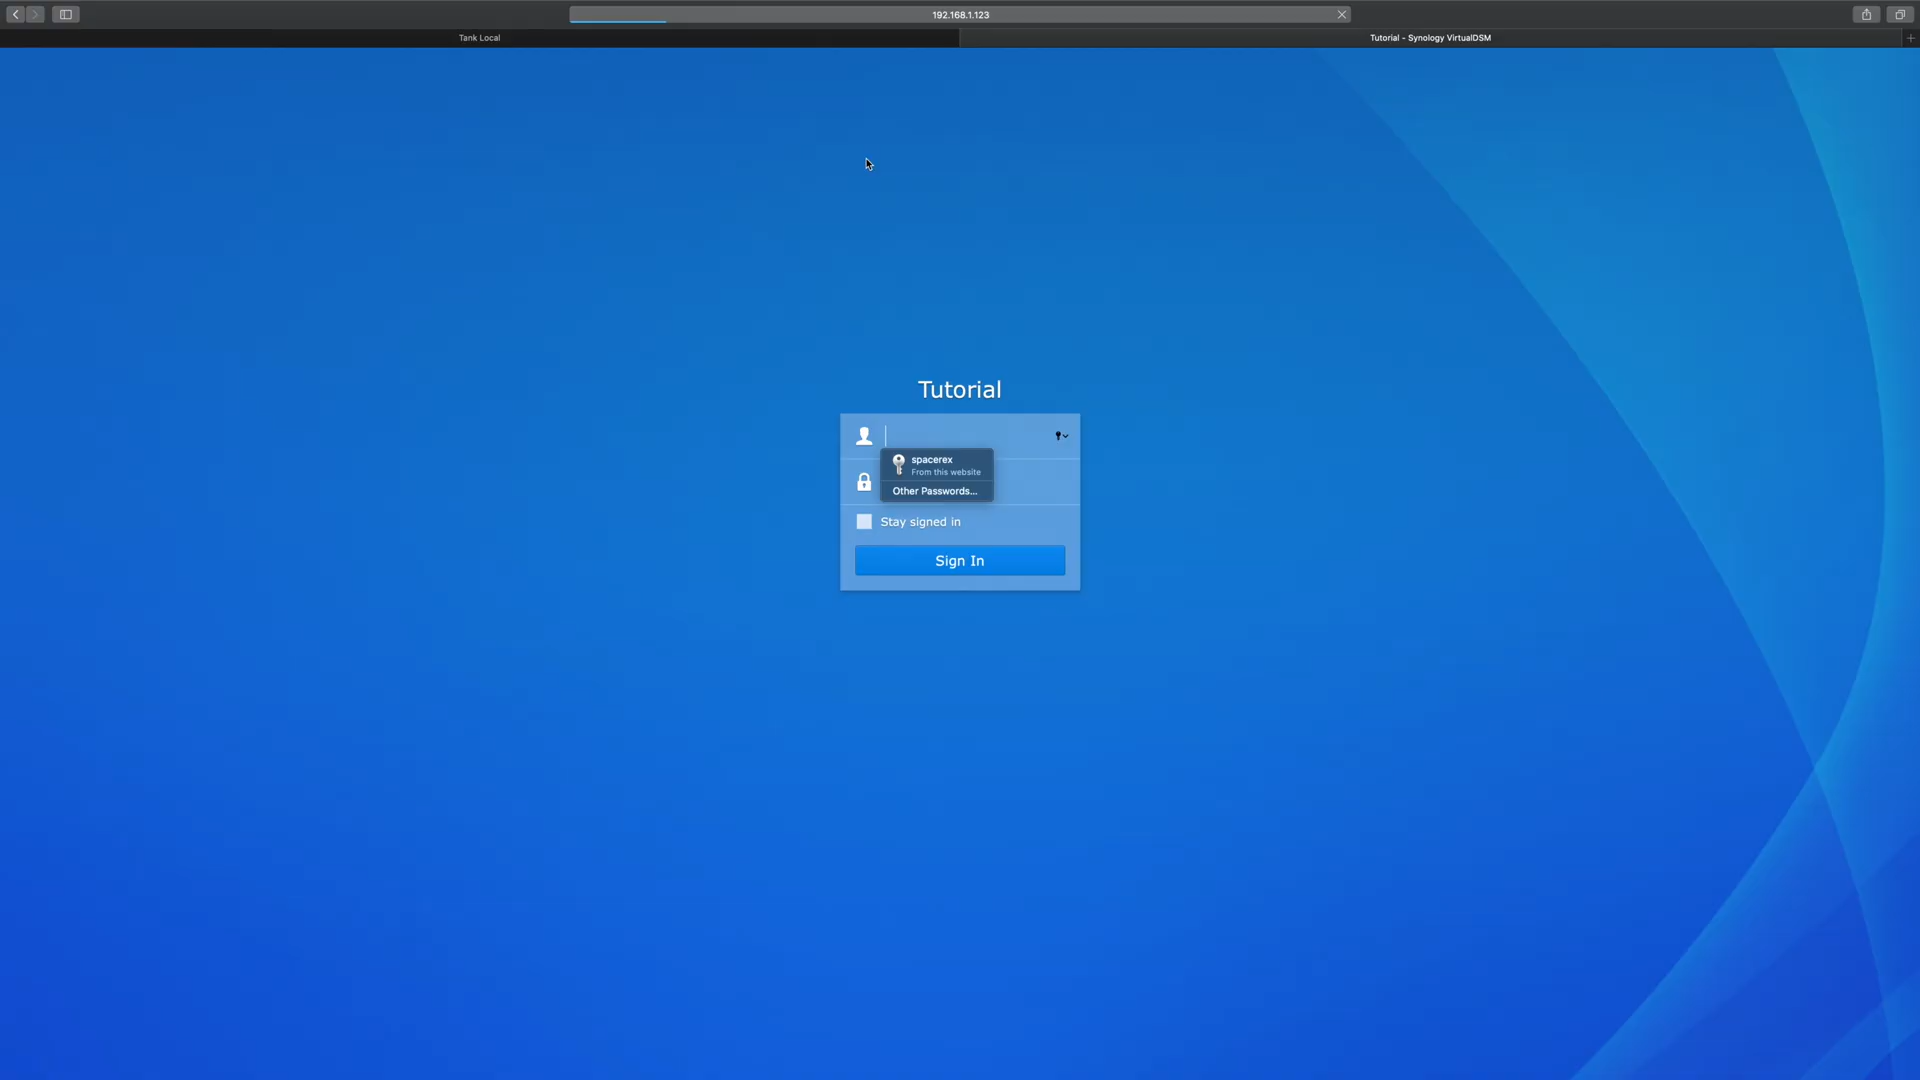 192.168.1.123
Tank Local
Tutorial - Synology VirtualDSM
Tutorial
spacerex
From this website
Other Passwords...
Stay signed in
Sign In